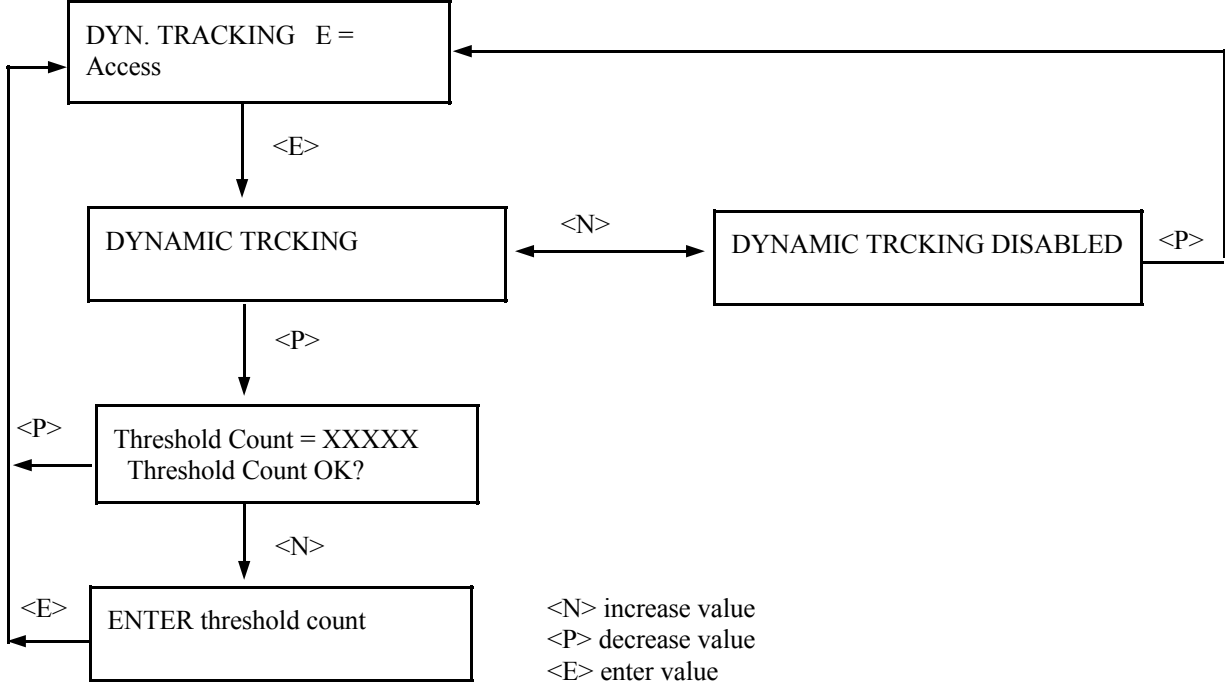 DYN. TRACKING E =
Access
<E>
DYNAMIC TRCKING
<N>
DYNAMIC TRCKING DISABLED
<P>
<P>
<P>
Threshold Count = XXXXX
Threshold Count OK?
<N>
<E>
ENTER threshold count
<N> increase value
<P> decrease value
<E> enter value